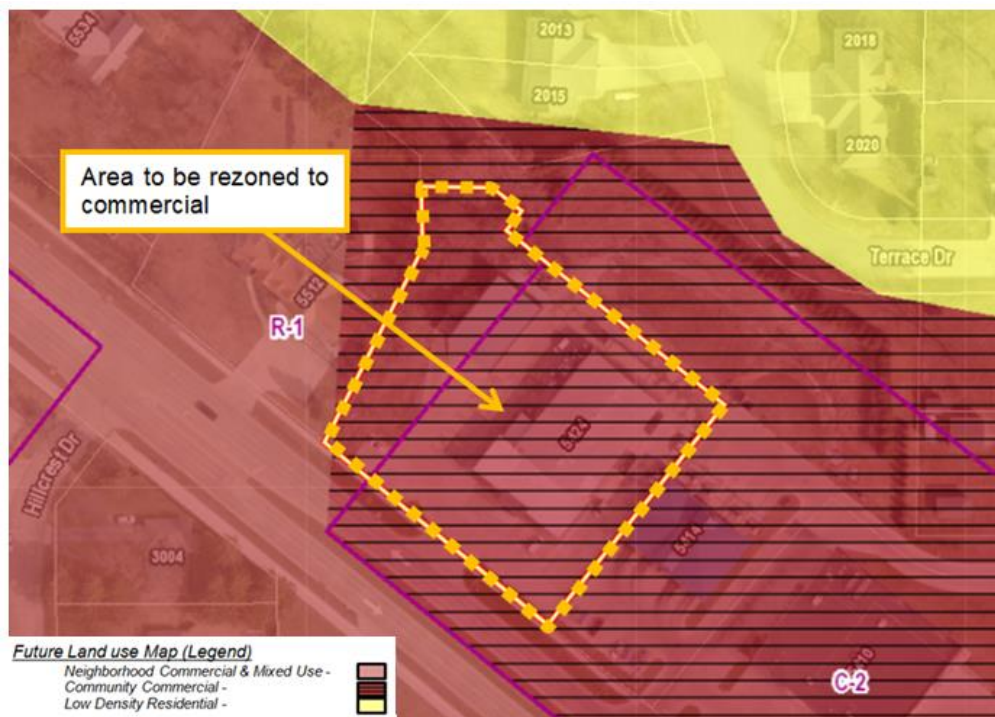 5534
2013
2018
2015
2020
Area to be rezoned to
commercial
Terrace Dr
5512
R-1
5424
Hillcrest Dr
5414
3004
C-2
Future Land use Map (Legend)
Neighborhood Commercial & Mixed Use -
Community Commercial -
Low Density Residential -